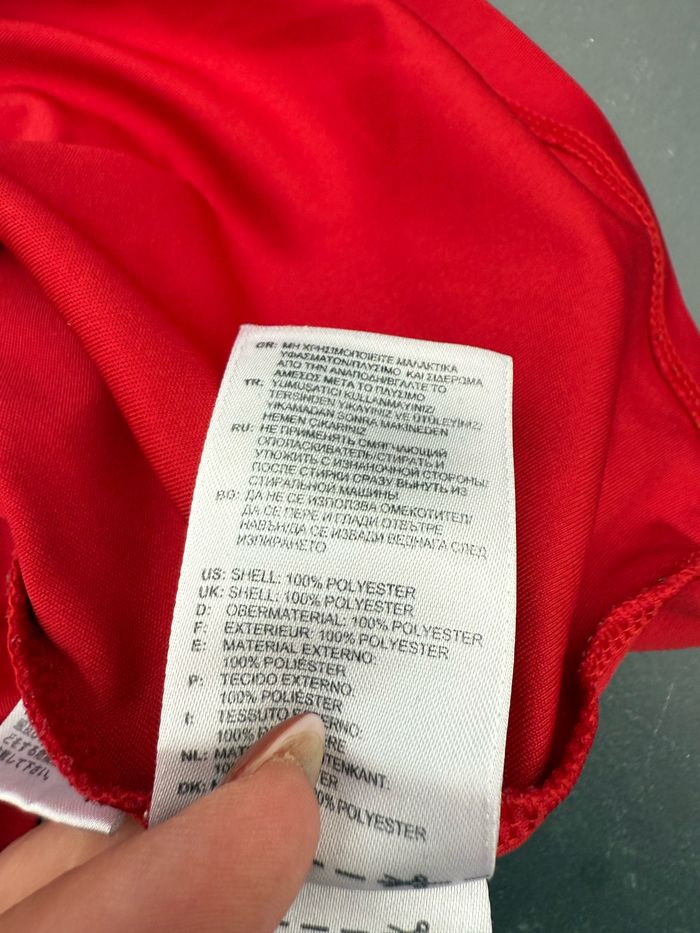 GR: ΜΗ ΧΡΗΣΙΜΟΠΟΙΕΙΤΕ ΜΑΛΑΚΤΙΚΑ
ΥΦΑΣΜΑΤΩΝ/ΠΛΥΣΙΜΟ ΚΑΙ ΣΙΔΕΡΩΜΑ
ΑΠΟ ΤΗΝ ΑΝΑΠΟΔΗ/ΒΓΑΛΤΕ ΤΟ
ΑΜΕΣΩΣ ΜΕΤΑ ΤΟ ΠΛΥΣΙΜΟ
TR: YUMUŞATICI KULLANMAYINIZ/
TERSİNDEN YIKAYINIZ VE ÜTÜLEYİNİZ/
YIKAMADAN SONRA MAKİNEDEN
HEMEN ÇIKARINIZ
RU: НЕ ПРИМЕНЯТЬ СМЯГЧАЮЩИЙ
ОПОЛАСКИВАТЕЛЬ/СТИРАТЬ И
УТЮЖИТЬ С ИЗНАНОЧНОЙ СТОРОНЫ/
ПОСЛЕ СТИРКИ СРАЗУ ВЫНУТЬ ИЗ
СТИРАЛЬНОЙ МАШИНЫ
BG: ДА НЕ СЕ ИЗПОЛЗВА ОМЕКОТИТЕЛ/
ДА СЕ ПЕРЕ И ГЛАДИ ОТВЪТРЕ
НАВЪН/ДА СЕ ИЗВАДИ ВЕДНАГА СЛЕД
ИЗПИРАНЕТО
US: SHELL: 100% POLYESTER
UK: SHELL: 100% POLYESTER
D: OBERMATERIAL: 100% POLYESTER
F: EXTERIEUR: 100% POLYESTER
E: MATERIAL EXTERNO:
100% POLIÉSTER
P: TECIDO EXTERNO:
100% POLIÉSTER
I: TESSUTO
100%
NL:
DK: POLYESTER